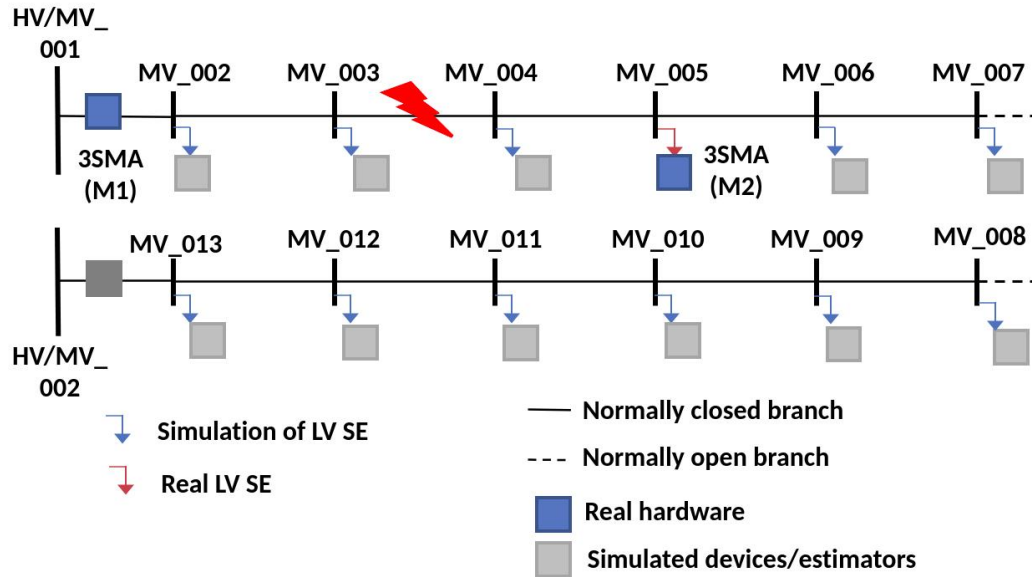 HV/MV_
001
MV_002
MV_003
MV_004
MV_005
MV_006
MV_007
3SMA
(M1)
3SMA
(M2)
MV_013
MV_012
MV_011
MV_010
MV_009
MV_008
HV/MV_
002
Simulation of LV SE
Real LV SE
Normally closed branch
Normally open branch
Real hardware
Simulated devices/estimators